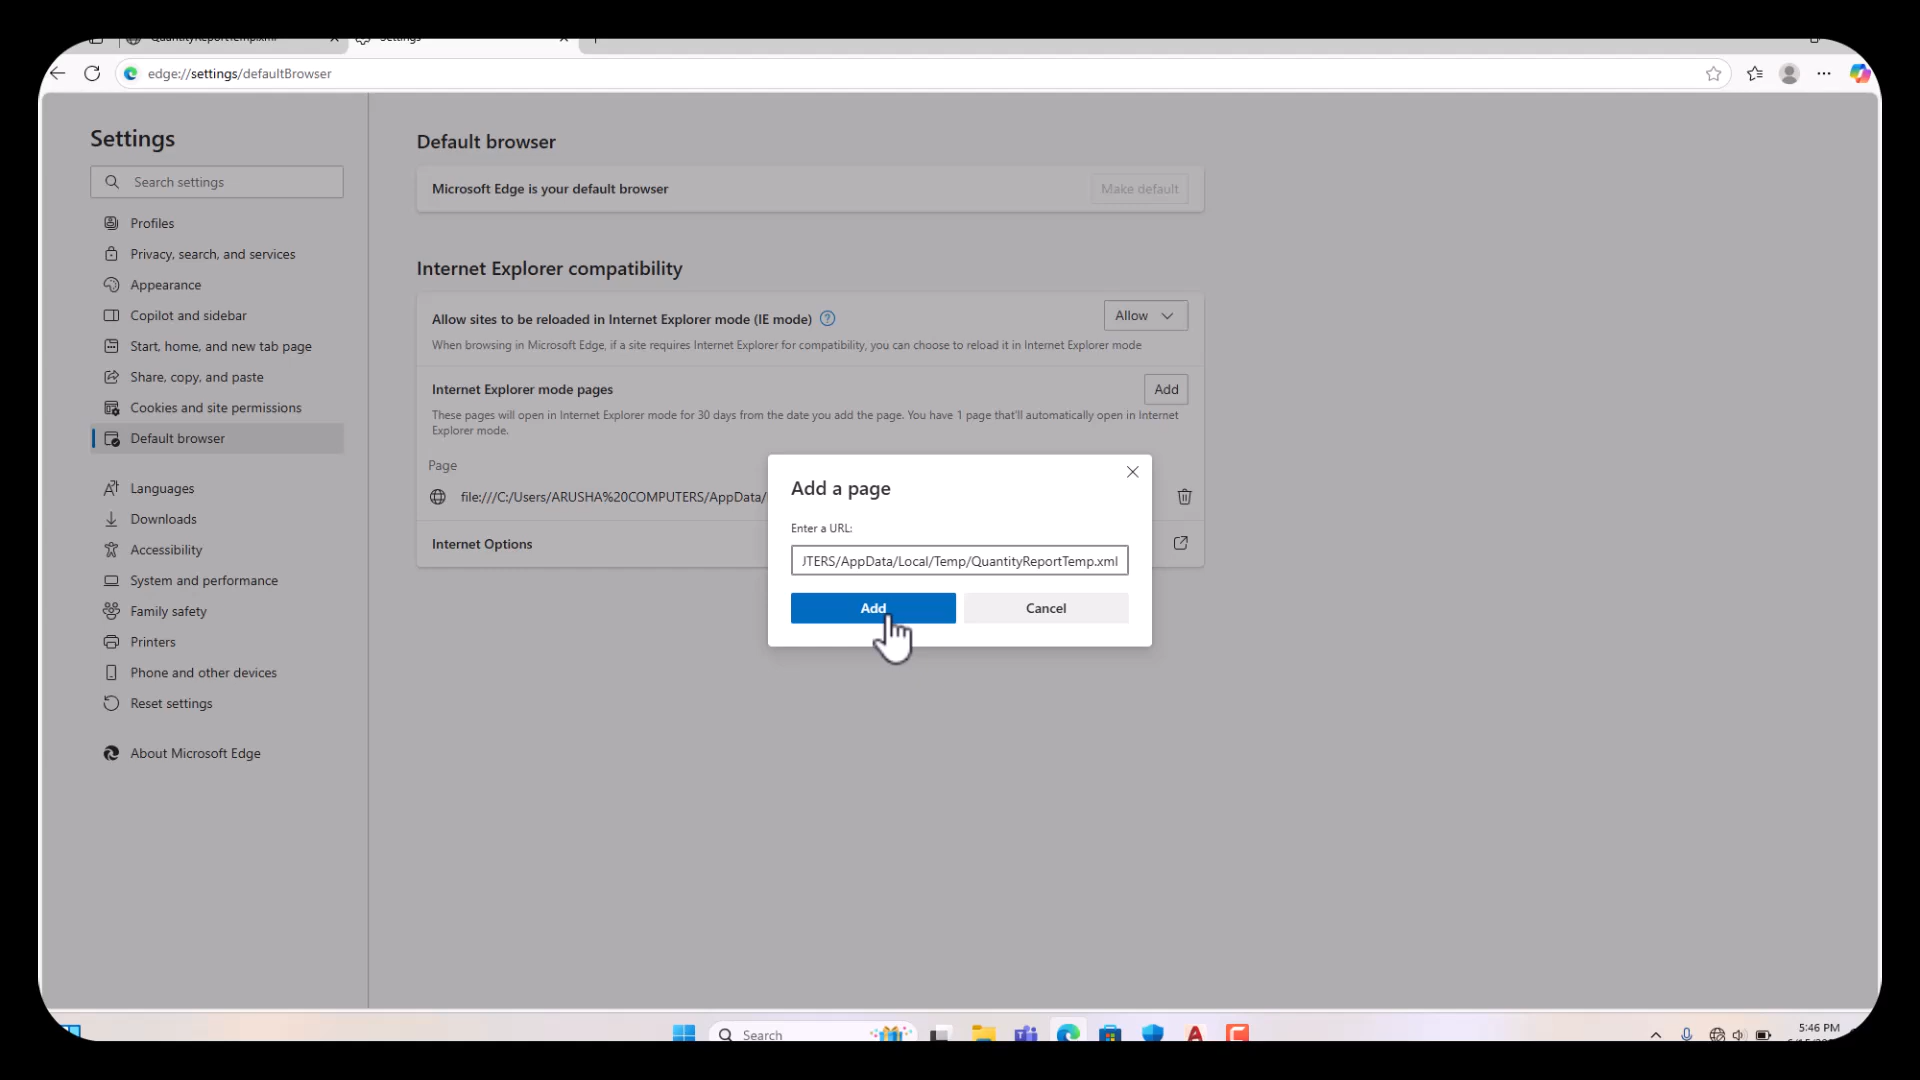 QuantityReportTemp.xml
Settings
edge://settings/defaultBrowser
Settings
Search settings
Profiles
Privacy, search, and services
Appearance
Copilot and sidebar
Start, home, and new tab page
Share, copy, and paste
Cookies and site permissions
Default browser
Languages
Downloads
Accessibility
System and performance
Family safety
Printers
Phone and other devices
Reset settings
About Microsoft Edge
Default browser
Microsoft Edge is your default browser
Make default
Internet Explorer compatibility
Allow sites to be reloaded in Internet Explorer mode (IE mode)
Allow
When browsing in Microsoft Edge, if a site requires Internet Explorer for compatibility, you can choose to reload it in Internet Explorer mode
Internet Explorer mode pages
Add
These pages will open in Internet Explorer mode for 30 days from the date you add the page. You have 1 page that'll automatically open in Internet
Explorer mode.
Page
file:///C:/Users/ARUSHA%20COMPUTERS/AppData/
Internet Options
Add a page
Enter a URL:
JTERS/AppData/Local/Temp/QuantityReportTemp.xml
Add
Cancel
Search
5:46 PM